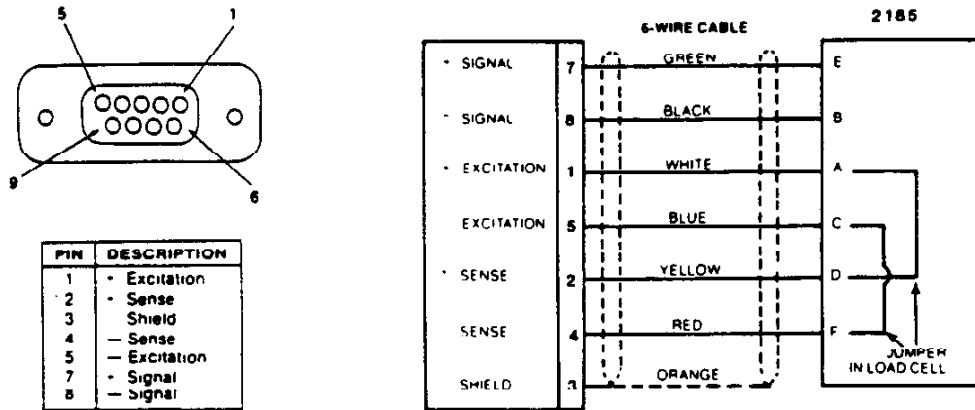 5 1
9 6
PIN DESCRIPTION
1 + Excitation
2 + Sense
3 Shield
4 — Sense
5 — Excitation
7 + Signal
8 — Signal
6-WIRE CABLE 2185
+ SIGNAL 7 GREEN E
- SIGNAL 8 BLACK B
+ EXCITATION 1 WHITE A
EXCITATION 5 BLUE C
+ SENSE 2 YELLOW D
SENSE 4 RED F
JUMPER
IN LOAD CELL
SHIELD 3 ORANGE